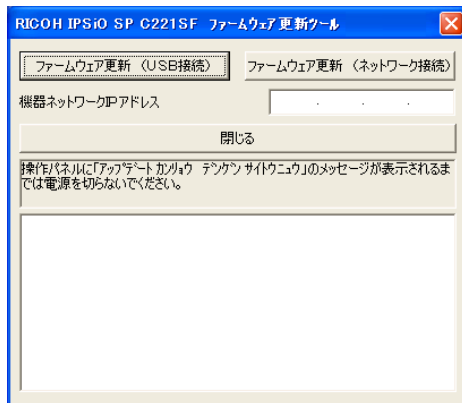 RICOH IPSiO SP C221SF ファームウェア更新ツール
ファームウェア更新（USB接続） ファームウェア更新（ネットワーク接続）
機器ネットワークIPアドレス . . .
閉じる
操作パネルに「アップデート カンリョウ デンゲン サイトウニュウ」のメッセージが表示されるま
では電源を切らないでください。